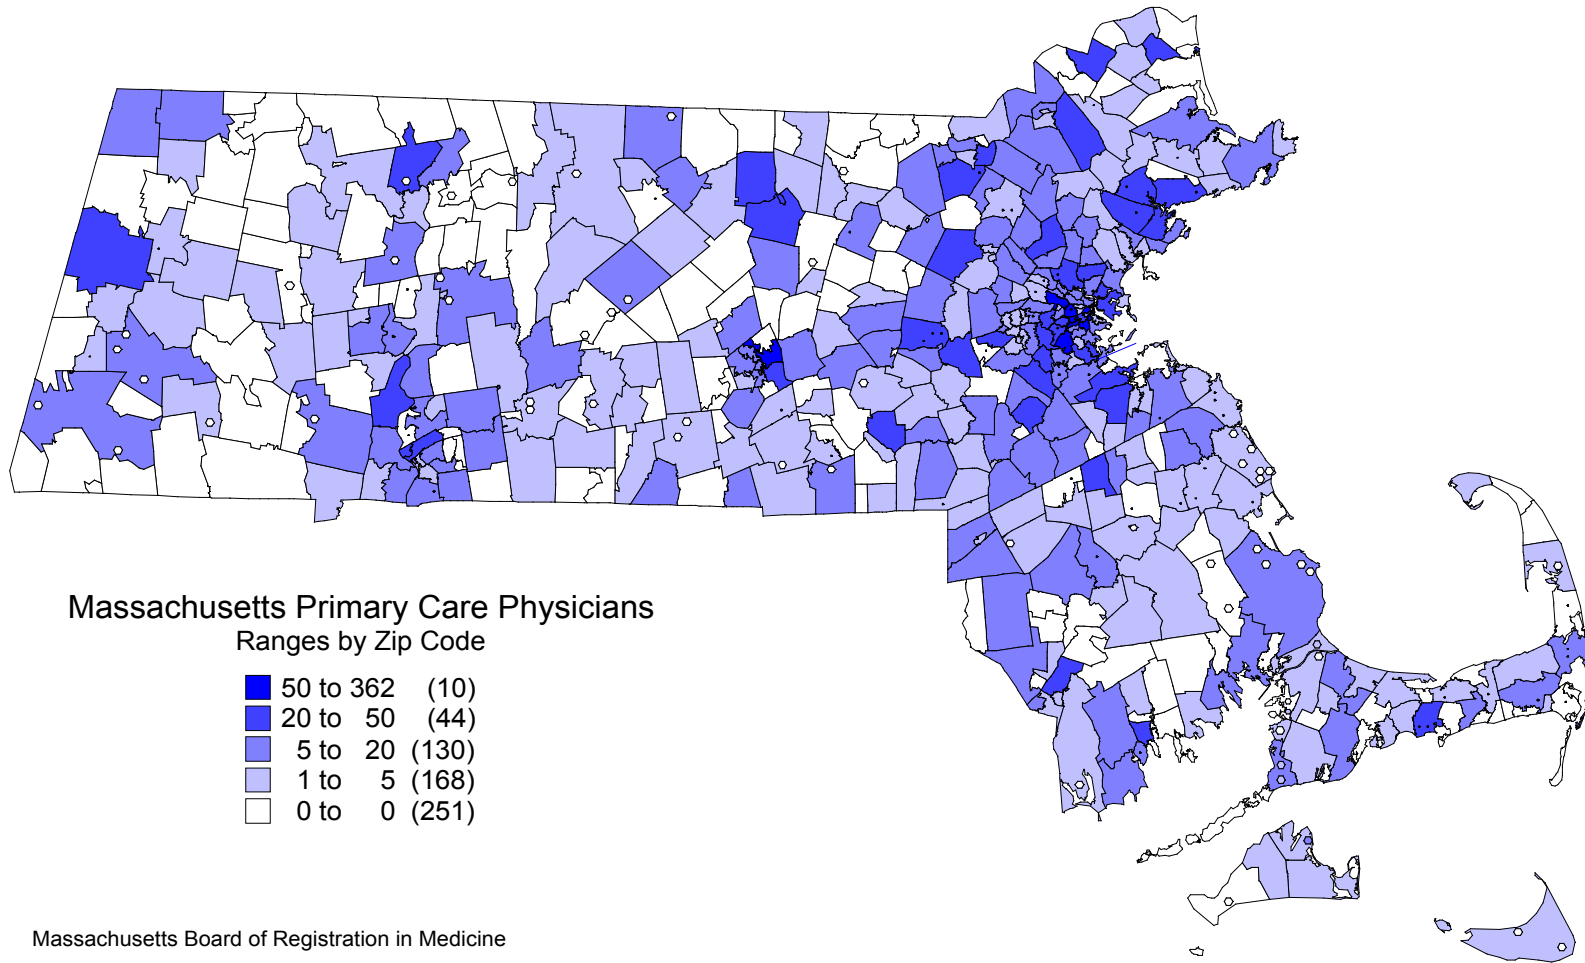 Massachusetts Primary Care Physicians
Ranges by Zip Code
50 to 362 (10)
20 to 50 (44)
5 to 20 (130)
1 to 5 (168)
0 to 0 (251)
Massachusetts Board of Registration in Medicine